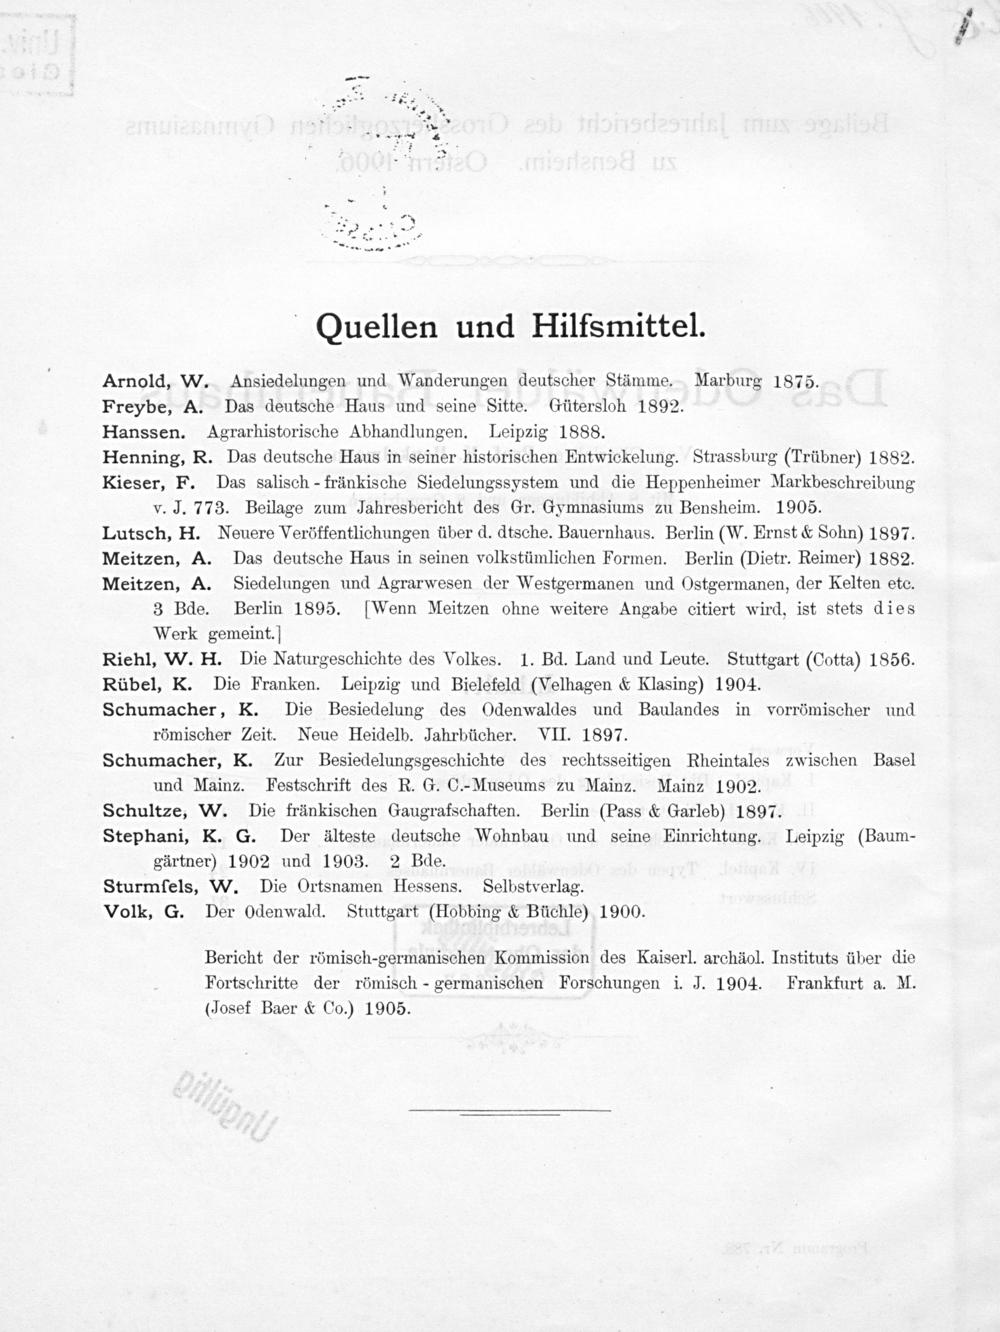 Quellen und Hilfsmittel.
Arnold, W. Ansiedelungen und Wanderungen deutscher Stämme. Marburg 1875.
Freybe, A. Das deutsche Haus und seine Sitte. Gütersloh 1892.
Hanssen. Agrarhistorische Abhandlungen. Leipzig 1888.
Henning, R. Das deutsche Haus in seiner historischen Entwickelung. Strassburg (Trübner) 1882.
Kieser, F. Das salisch-fränkische Siedelungssystem und die Heppenheimer Markbeschreibung
v. J. 773. Beilage zum Jahresbericht des Gr. Gymnasiums zu Bensheim. 1905.
Lutsch, H. Neuere Veröffentlichungen über d. dtsche. Bauernhaus. Berlin (W. Ernst & Sohn) 1897.
Meitzen, A. Das deutsche Haus in seinen volkstümlichen Formen. Berlin (Dietr. Reimer) 1882.
Meitzen, A. Siedelungen und Agrarwesen der Westgermanen und Ostgermanen, der Kelten etc.
3 Bde. Berlin 1895. [Wenn Meitzen ohne weitere Angabe citiert wird, ist stets dies
Werk gemeint.]
Riehl, W. H. Die Naturgeschichte des Volkes. 1. Bd. Land und Leute. Stuttgart (Cotta) 1856.
Rübel, K. Die Franken. Leipzig und Bielefeld (Velhagen & Klasing) 1904.
Schumacher, K. Die Besiedelung des Odenwaldes und Baulandes in vorrömischer und
römischer Zeit. Neue Heidelb. Jahrbücher. VII. 1897.
Schumacher, K. Zur Besiedelungsgeschichte des rechtsseitigen Rheintales zwischen Basel
und Mainz. Festschrift des R. G. C.-Museums zu Mainz. Mainz 1902.
Schultze, W. Die fränkischen Gaugrafschaften. Berlin (Pass & Garleb) 1897.
Stephani, K. G. Der älteste deutsche Wohnbau und seine Einrichtung. Leipzig (Baum-
gärtner) 1902 und 1903. 2 Bde.
Sturmfels, W. Die Ortsnamen Hessens. Selbstverlag.
Volk, G. Der Odenwald. Stuttgart (Hobbing & Büchle) 1900.
Bericht der römisch-germanischen Kommission des Kaiserl. archäol. Instituts über die
Fortschritte der römisch-germanischen Forschungen i. J. 1904. Frankfurt a. M.
(Josef Baer & Co.) 1905.